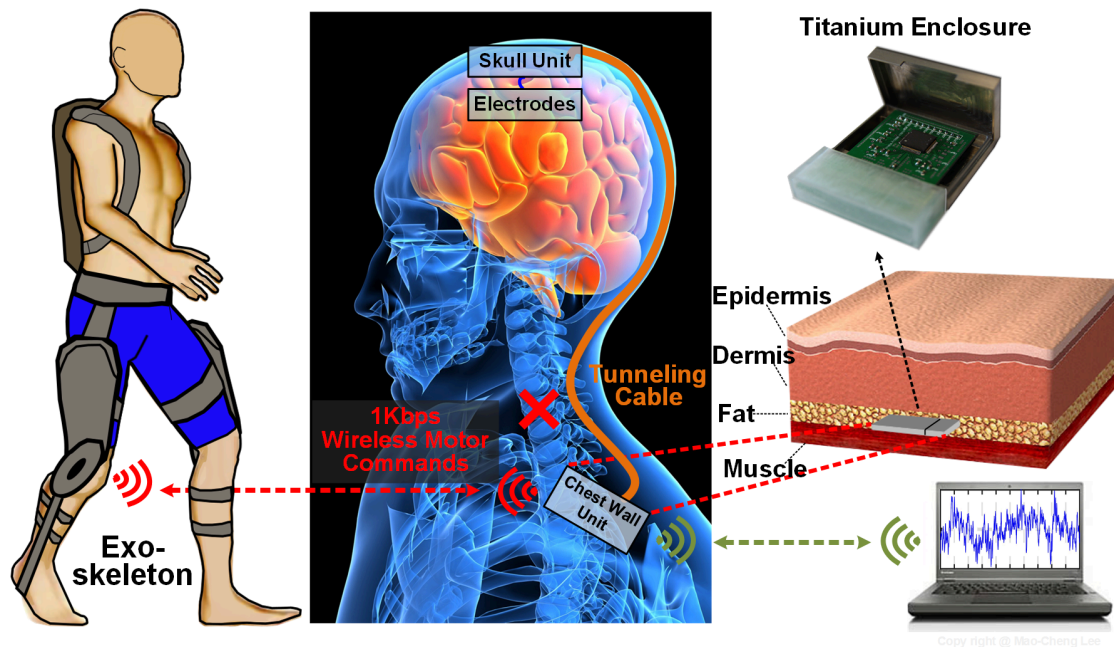 Titanium Enclosure
Skull Unit
Electrodes
Epidermis
Dermis
Fat
Muscle
Tunneling
Cable
1Kbps
Wireless Motor
Commands
Chest Wall
Unit
Exo-
skeleton
Copy right @ Mao-Cheng Lee